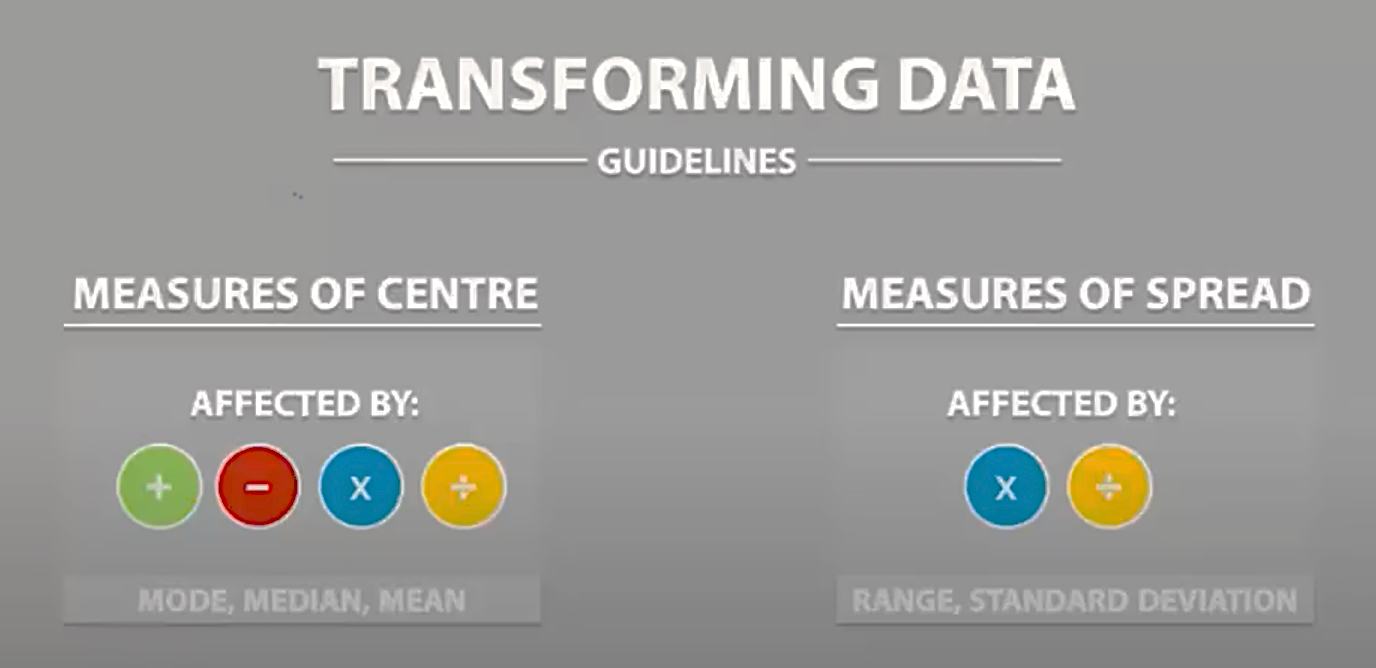 TRANSFORMING DATA
GUIDELINES
MEASURES OF CENTRE
AFFECTED BY:
+ − x ÷
MODE, MEDIAN, MEAN
MEASURES OF SPREAD
AFFECTED BY:
x ÷
RANGE, STANDARD DEVIATION